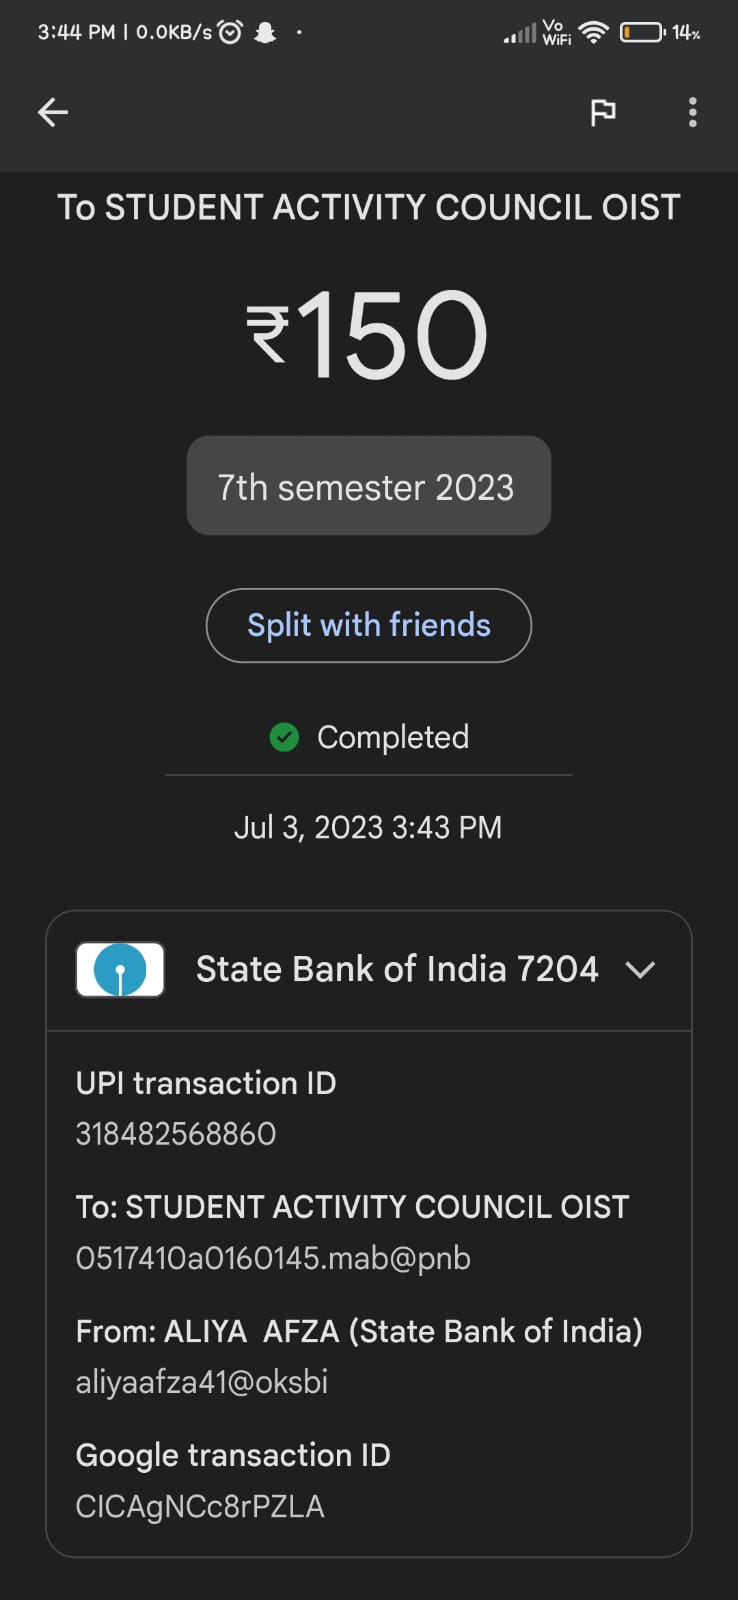 3:44 PM | 0.0KB/s Vo WiFi 14%
To STUDENT ACTIVITY COUNCIL OIST
₹150
7th semester 2023
Split with friends
Completed
Jul 3, 2023 3:43 PM
State Bank of India 7204
UPI transaction ID
318482568860
To: STUDENT ACTIVITY COUNCIL OIST
0517410a0160145.mab@pnb
From: ALIYA  AFZA (State Bank of India)
aliyaafza41@oksbi
Google transaction ID
CICAgNCc8rPZLA